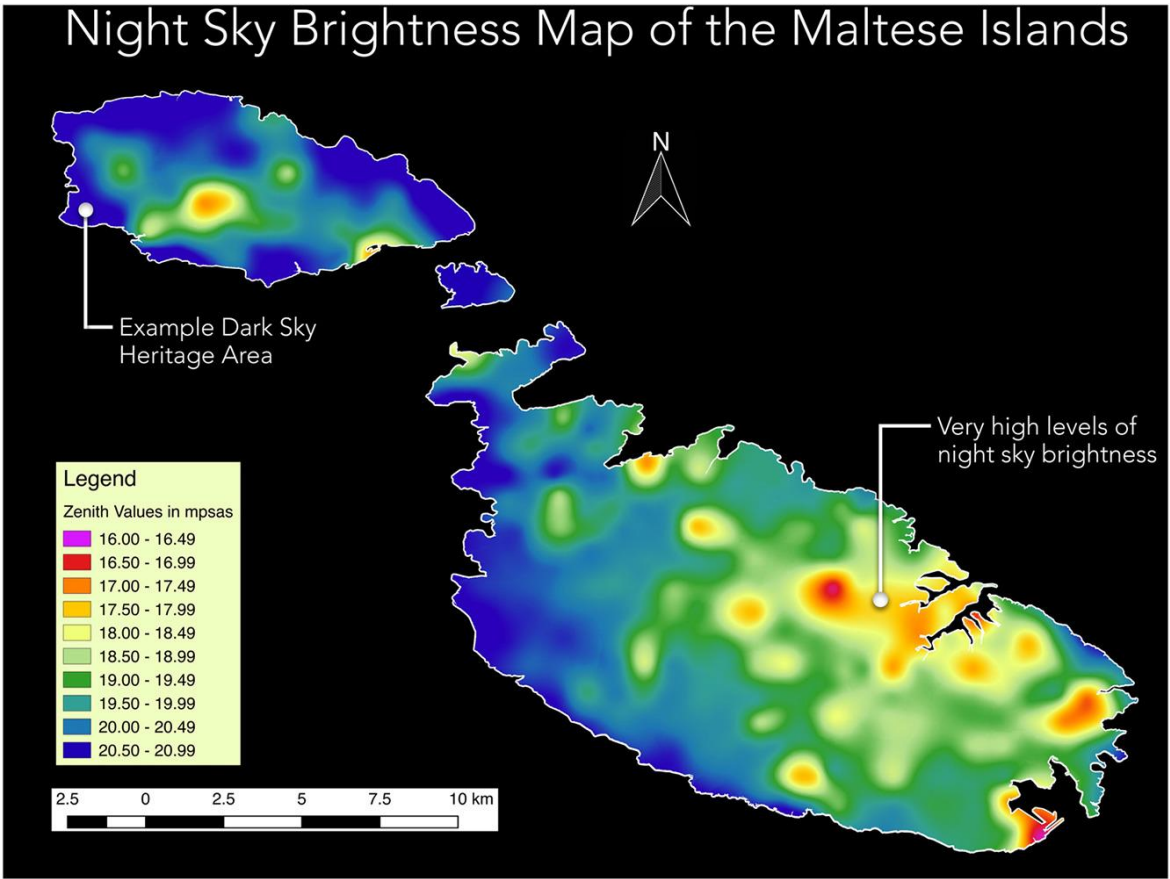 Night Sky Brightness Map of the Maltese Islands
N
Example Dark Sky
Heritage Area
Very high levels of
night sky brightness
Legend
Zenith Values in mpsas
16.00 - 16.49
16.50 - 16.99
17.00 - 17.49
17.50 - 17.99
18.00 - 18.49
18.50 - 18.99
19.00 - 19.49
19.50 - 19.99
20.00 - 20.49
20.50 - 20.99
2.5 0 2.5 5 7.5 10 km